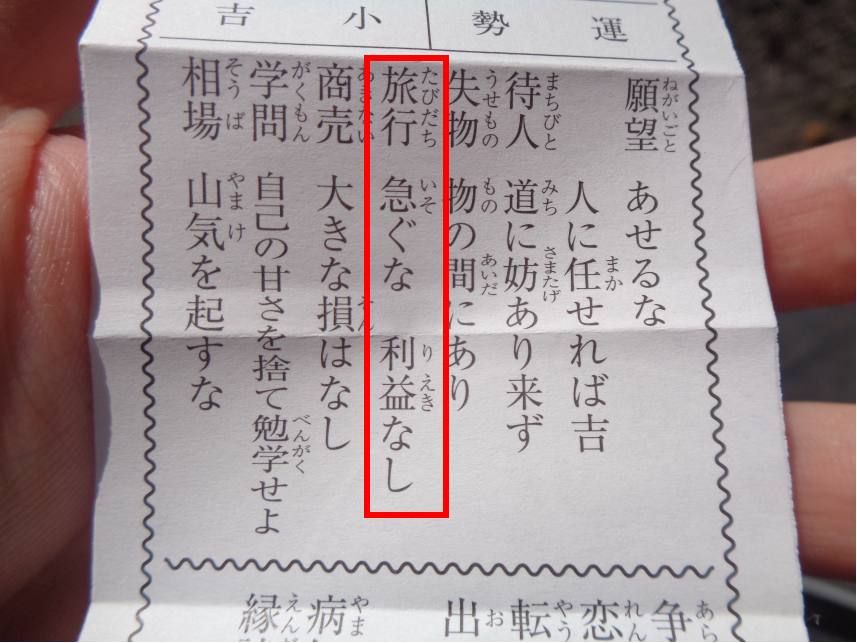 運勢 小吉
願望 あせるな
人に任せれば吉
待人 道に妨あり来ず
失物 物の間にあり
旅行 急ぐな 利益なし
商売 大きな損はなし
学問 自己の甘さを捨て勉学せよ
相場 山気を起すな
争
恋
転
出
病
縁